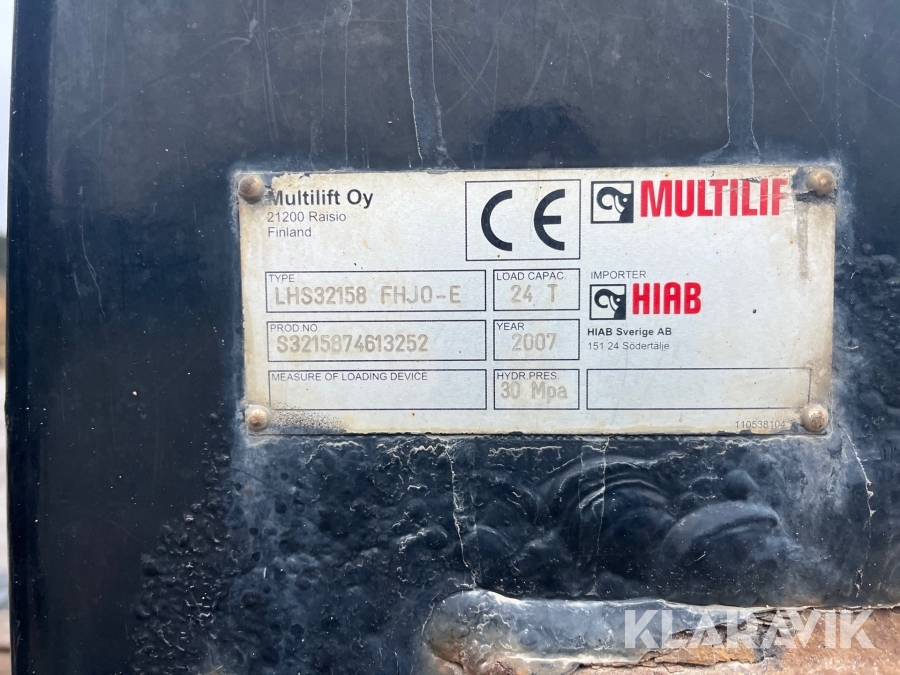 Multilift Oy
21200 Raisio
Finland
CE
MULTILIF
TYPE
LHS32158 FHJO-E
LOAD CAPAC
24 T
IMPORTER
HIAB
PROD.NO
S3215874613252
YEAR
2007
HIAB Sverige AB
151 24 Södertälje
MEASURE OF LOADING DEVICE
HYDR.PRES.
30 Mpa
110538104
KLARAVIK